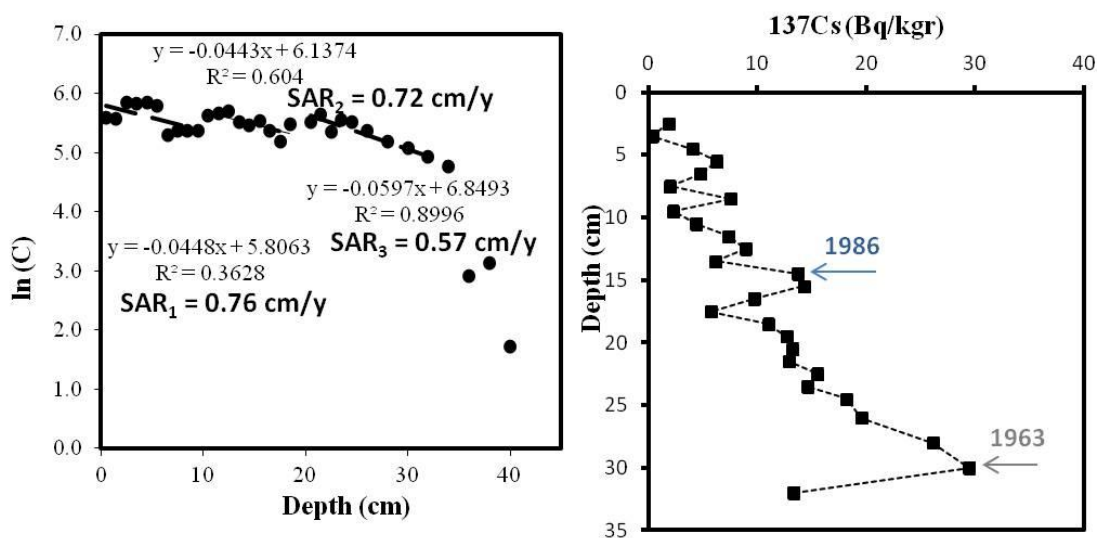 7.0
6.0
5.0
4.0
3.0
2.0
1.0
0.0
ln (C)
0
10
20
30
40
Depth (cm)
y = -0.0443x + 6.1374
R² = 0.604
SAR₂ = 0.72 cm/y
y = -0.0597x + 6.8493
R² = 0.8996
SAR₃ = 0.57 cm/y
y = -0.0448x + 5.8063
R² = 0.3628
SAR₁ = 0.76 cm/y
137Cs (Bq/kgr)
0
10
20
30
40
0
5
10
15
20
25
30
35
Depth (cm)
1986
1963